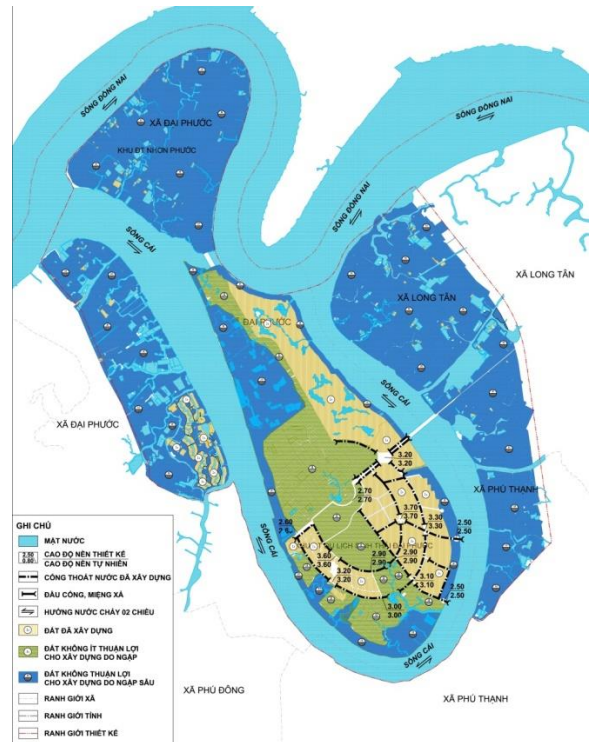 SÔNG ĐỒNG NAI
SÔNG ĐỒNG NAI
XÃ ĐẠI PHƯỚC
KHU ĐT NHƠN PHƯỚC
SÔNG CÁI
SÔNG ĐỒNG NAI
XÃ LONG TÂN
XÃ LONG TÂN
ĐẠI PHƯỚC
SÔNG CÁI
XÃ ĐẠI PHƯỚC
3.20
3.20
2.70
2.70
XÃ PHÚ THẠNH
3.70
3.70
3.30
3.30
2.50
2.50
2.90
SÔNG CÁI
2.90
2.90
2.90
2.90
3.60
3.60
3.20
3.20
3.10
3.10
2.50
2.50
3.00
3.00
SÔNG CÁI
XÃ PHÚ ĐÔNG
XÃ PHÚ THẠNH
GHI CHÚ
MẶT NƯỚC
2.50 CAO ĐỘ NỀN THIẾT KẾ
0.80 CAO ĐỘ NỀN TỰ NHIÊN
CỐNG THOÁT NƯỚC ĐÃ XÂY DỰNG
ĐẦU CỐNG, MIỆNG XẢ
HƯỚNG NƯỚC CHẢY 02 CHIỀU
ĐẤT ĐÃ XÂY DỰNG
ĐẤT KHÔNG ÍT THUẬN LỢI
CHO XÂY DỰNG DO NGẬP
ĐẤT KHÔNG THUẬN LỢI
CHO XÂY DỰNG DO NGẬP SÂU
RANH GIỚI XÃ
RANH GIỚI TỈNH
RANH GIỚI THIẾT KẾ